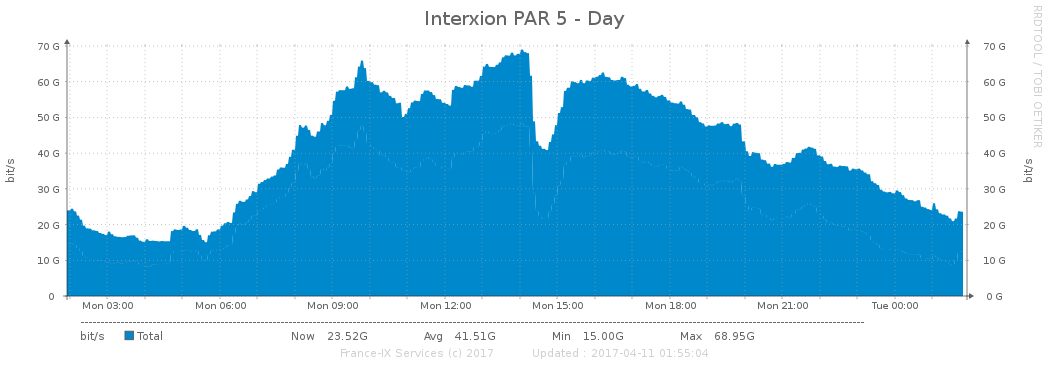 Interxion PAR 5 - Day
RRDTOOL / TOBI OETIKER
bit/s
70 G
60 G
50 G
40 G
30 G
20 G
10 G
0
70 G
60 G
50 G
40 G
30 G
20 G
10 G
0 G
bit/s
Mon 03:00 Mon 06:00 Mon 09:00 Mon 12:00 Mon 15:00 Mon 18:00 Mon 21:00 Tue 00:00
bit/s Total Now 23.52G Avg 41.51G Min 15.00G Max 68.95G
France-IX Services (c) 2017 Updated : 2017-04-11 01:55:04